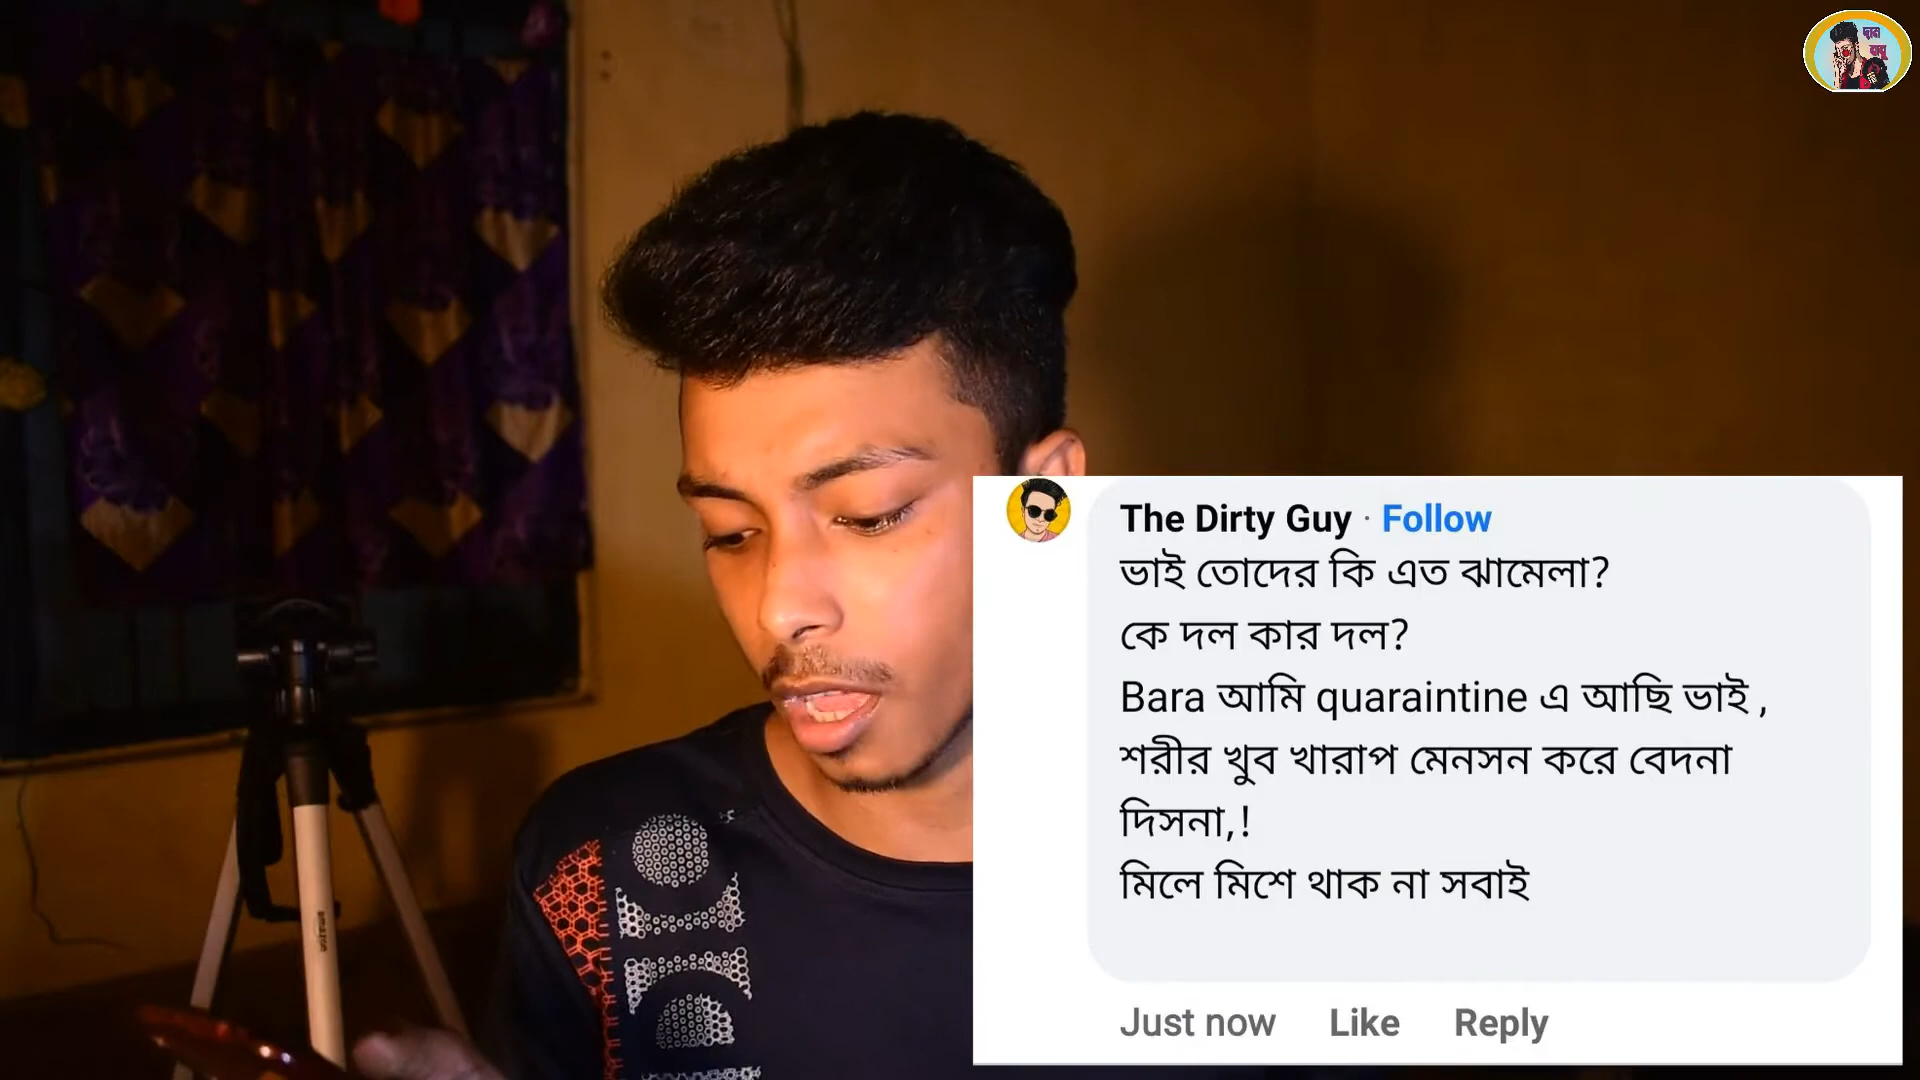 দাস
বাবু
The Dirty Guy · Follow
ভাই তোদের কি এত ঝামেলা?
কে দল কার দল?
Bara আমি quaraintine এ আছি ভাই ,
শরীর খুব খারাপ মেনসন করে বেদনা
দিসনা,!
মিলে মিশে থাক না সবাই
Just now Like Reply
amazon